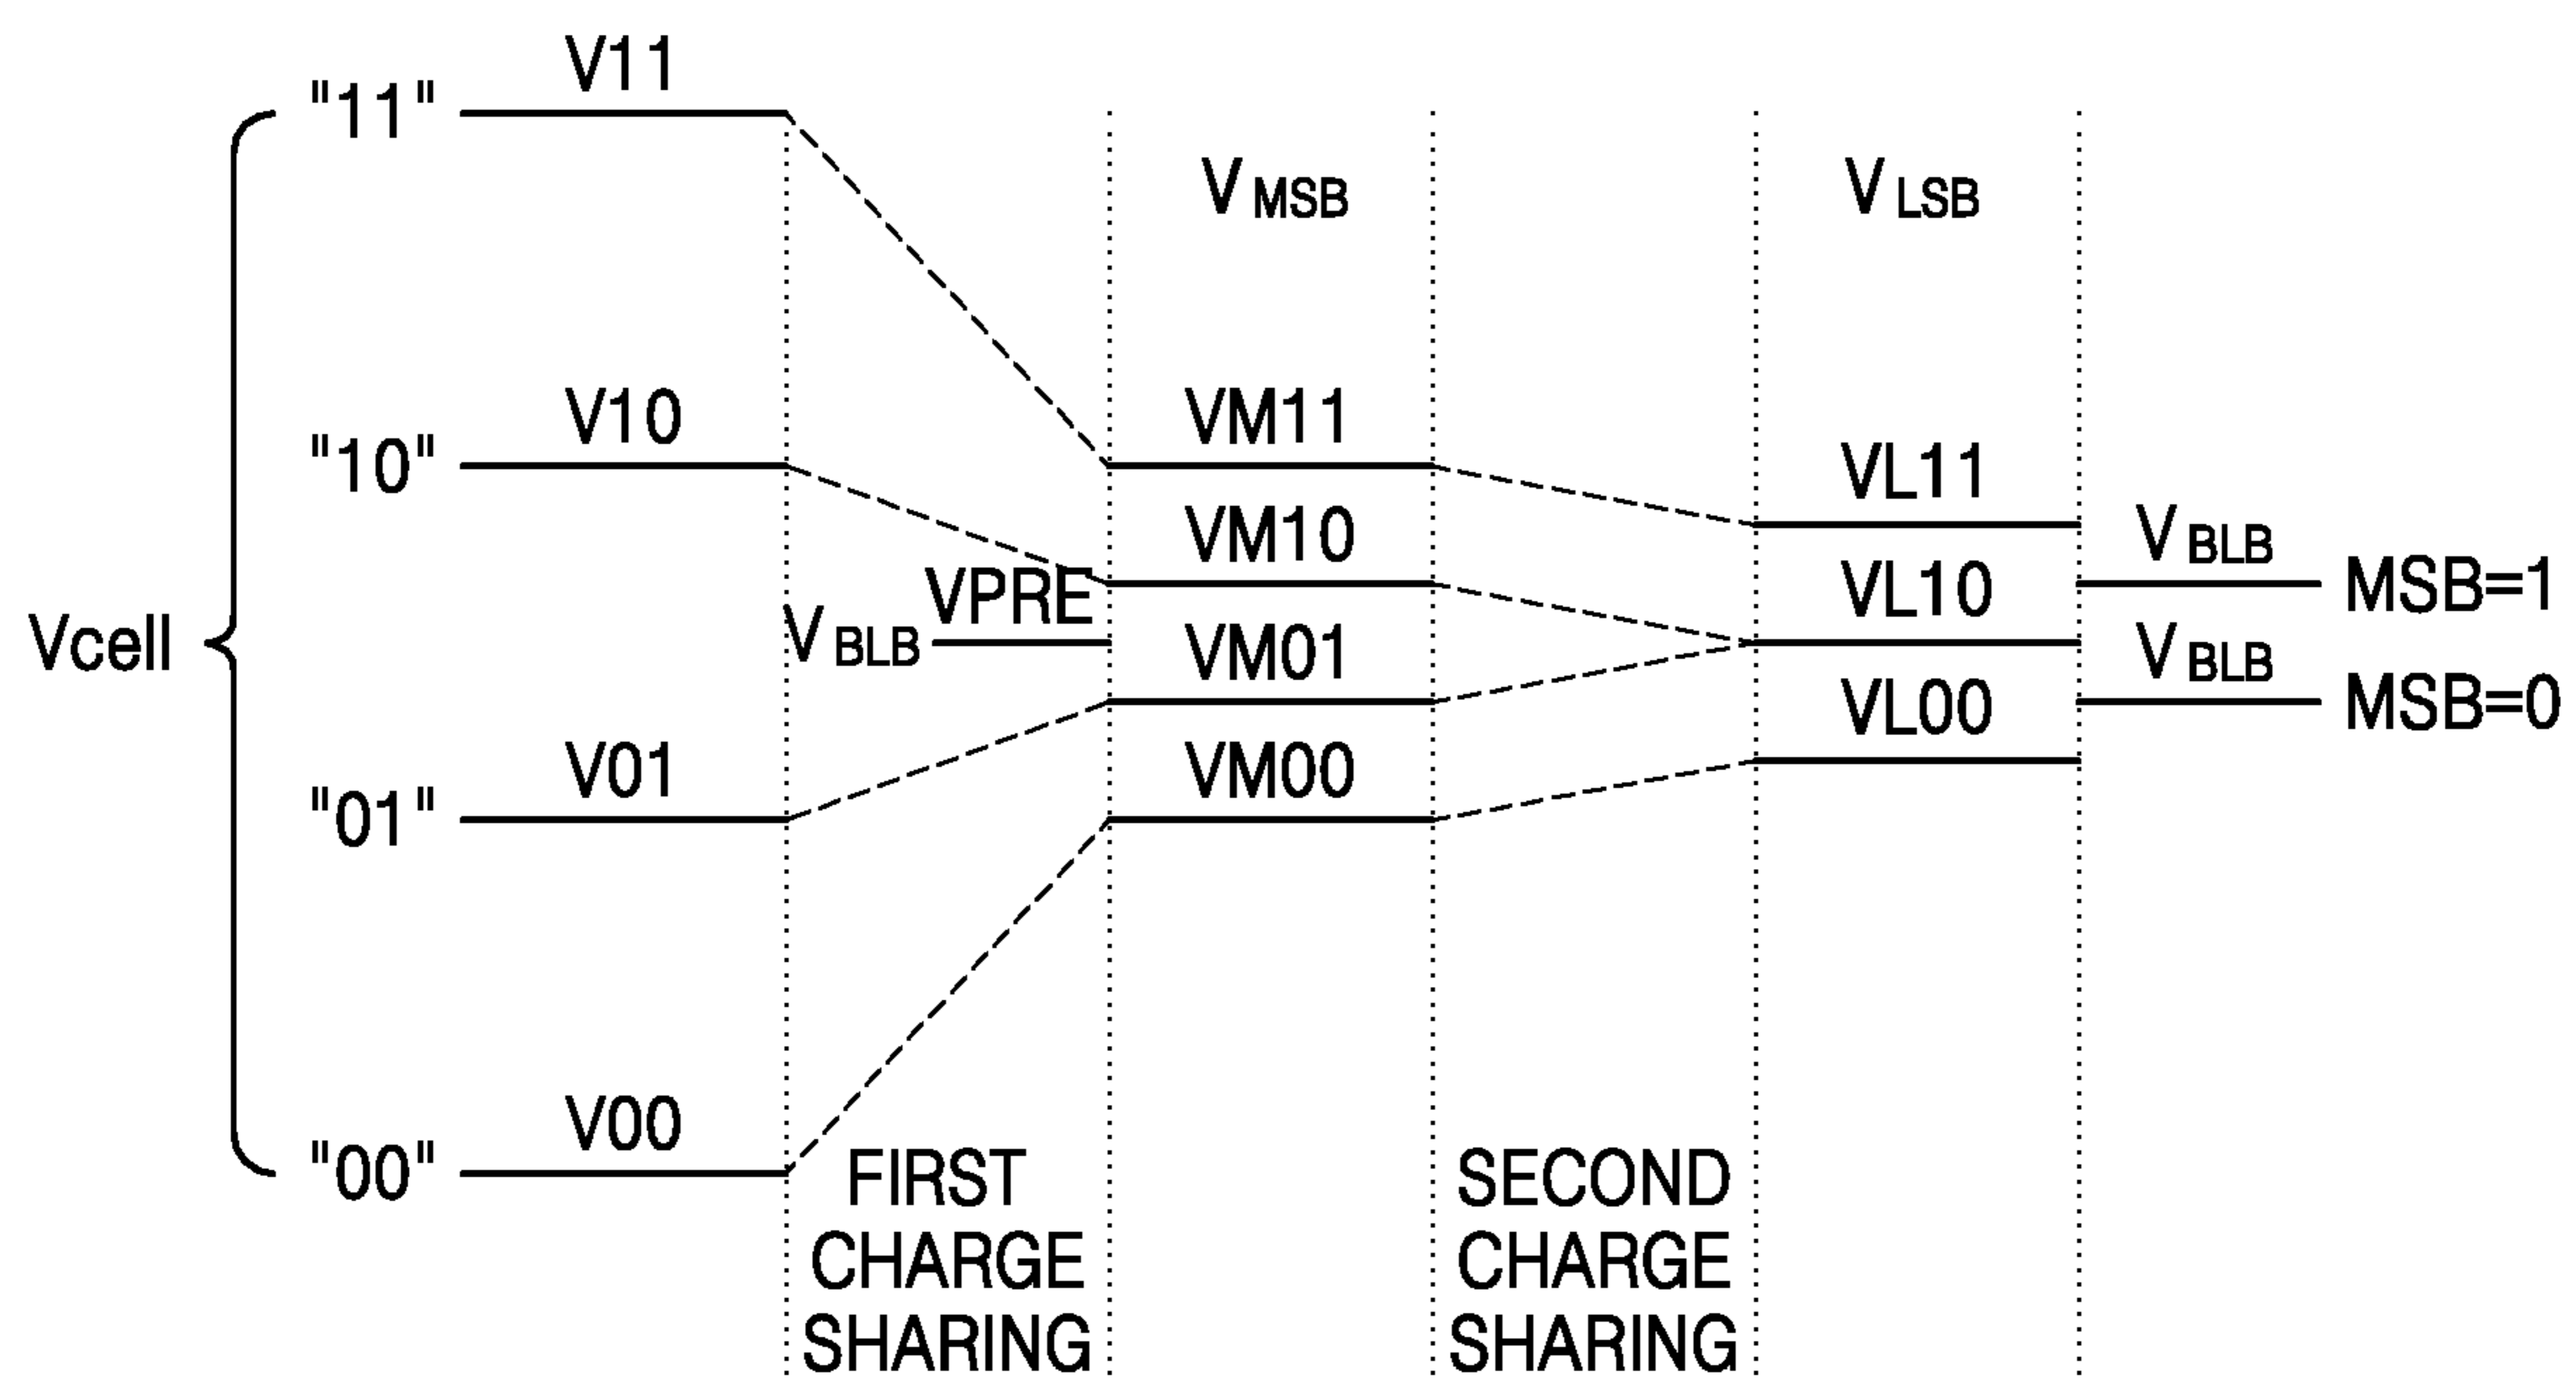 V11
"11"
VMSB
VLSB
V10
"10"
VM11
VL11
VM10
VBLB
MSB=1
VPRE
VL10
Vcell
VBLB
VM01
VBLB
MSB=0
VL00
V01
"01"
VM00
V00
"00"
FIRST
CHARGE
SHARING
SECOND
CHARGE
SHARING